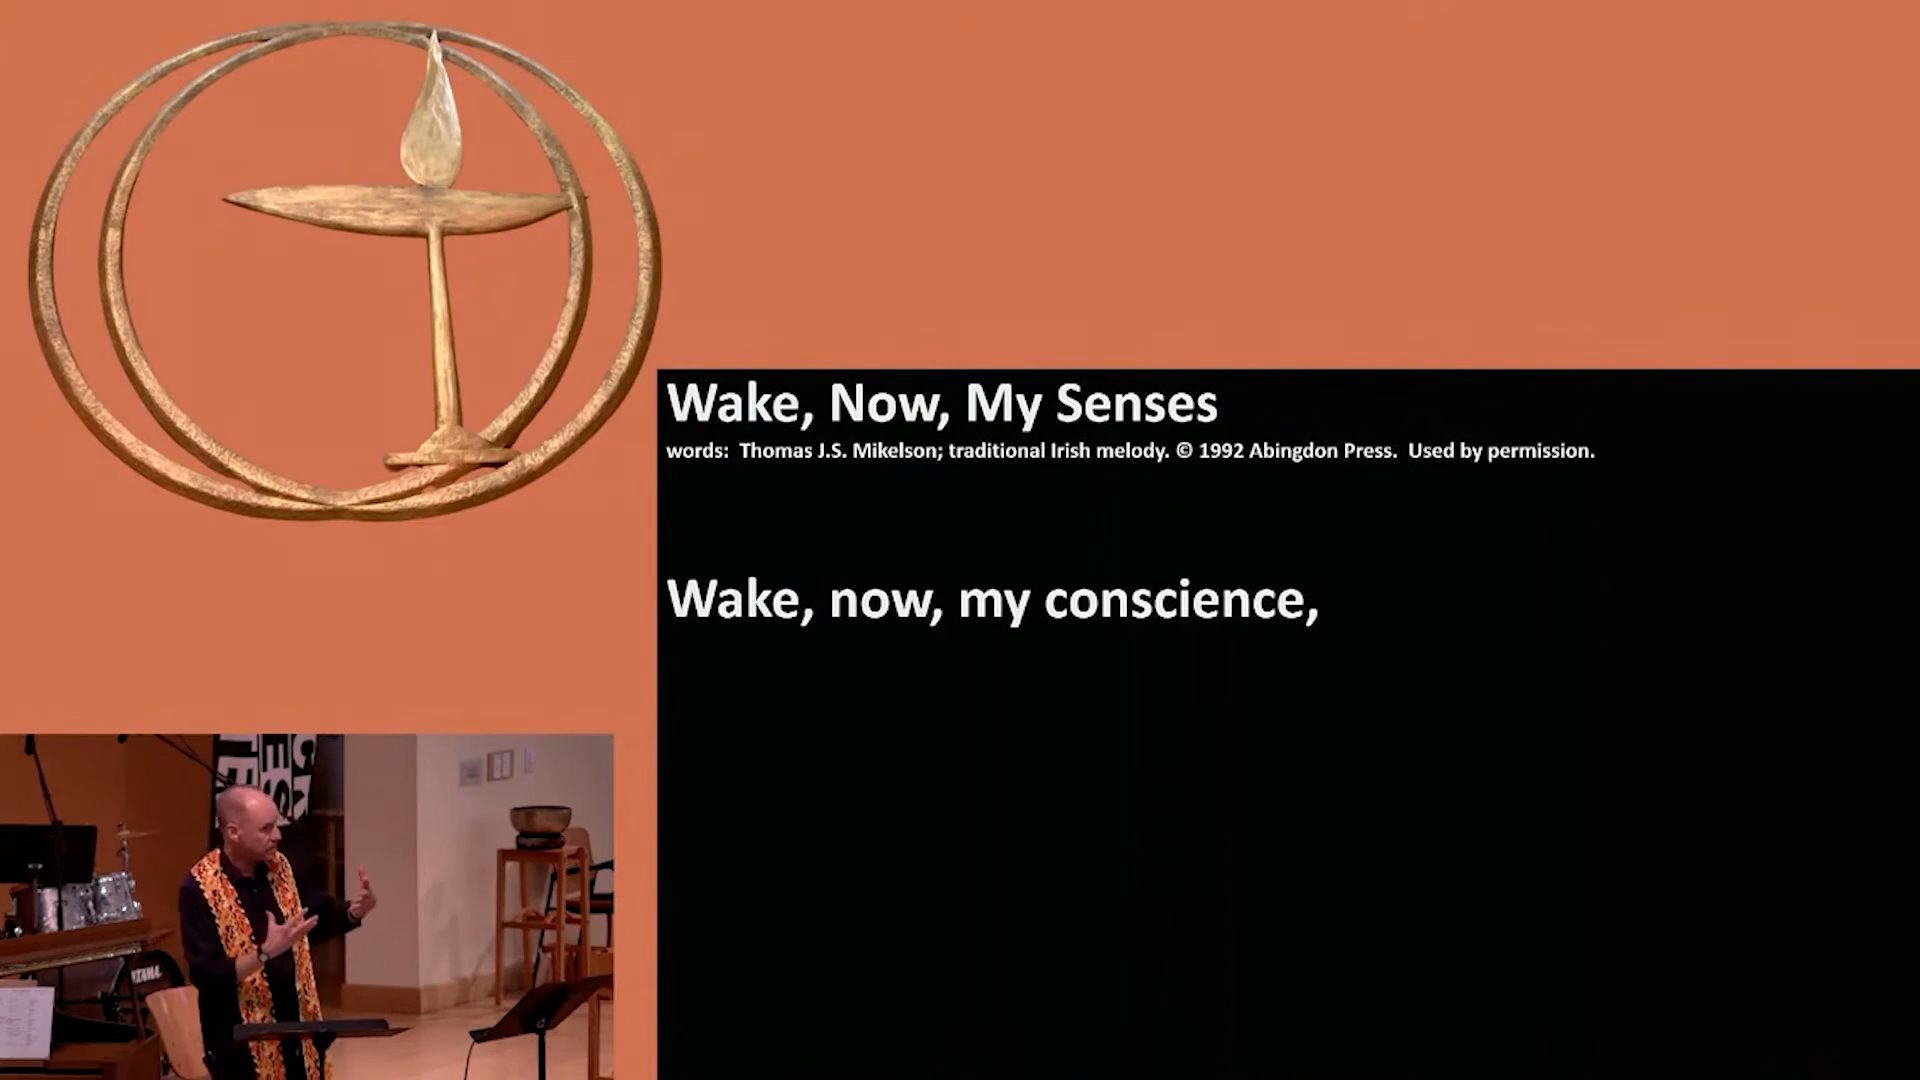 Wake, Now, My Senses
words:  Thomas J.S. Mikelson; traditional Irish melody. © 1992 Abingdon Press.  Used by permission.
Wake, now, my conscience,
TAMA